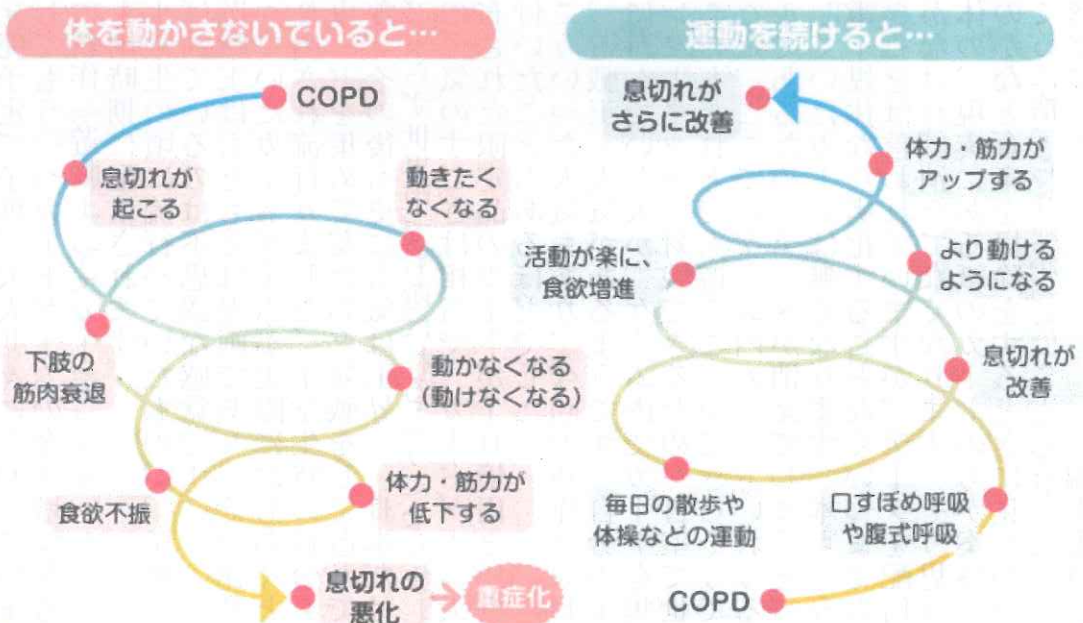 体を動かさないでいると…
COPD
息切れが
起こる
動きたく
なくなる
下肢の
筋肉衰退
動かなくなる
(動けなくなる)
食欲不振
体力・筋力が
低下する
息切れの
悪化
重症化
運動を続けると…
息切れが
さらに改善
体力・筋力が
アップする
活動が楽に、
食欲増進
より動ける
ようになる
息切れが
改善
毎日の散歩や
体操などの運動
口すぼめ呼吸
や腹式呼吸
COPD